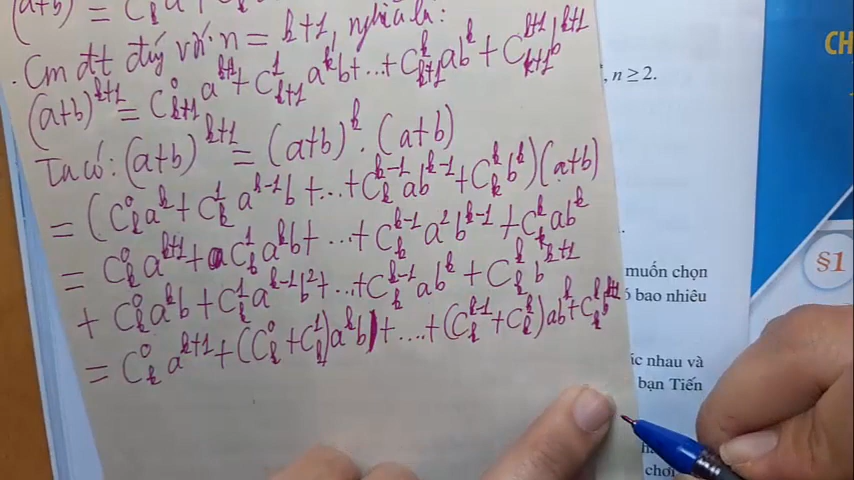 (a+b) = C
. Cm đt đúng với n = k+1, nghĩa là:
(a+b)^{k+1} = C^0_{k+1} a^{k+1} + C^1_{k+1} a^k b + ... + C^k_{k+1} ab^k + C^{k+1}_{k+1} b^{k+1}
Ta có: (a+b)^{k+1} = (a+b)^k . (a+b)
= (C^0_k a^k + C^1_k a^{k-1} b + ... + C^{k-1}_k ab^{k-1} + C^k_k b^k)(a+b)
= C^0_k a^{k+1} + C^1_k a^k b + ... + C^{k-1}_k a^2 b^{k-1} + C^k_k ab^k
+ C^0_k a^k b + C^1_k a^{k-1} b^2 + ... + C^{k-1}_k ab^k + C^k_k b^{k+1}
= C^0_k a^{k+1} + (C^0_k + C^1_k) a^k b + .... + (C^{k-1}_k + C^k_k) ab^k + C^k_k b^{k+1}
, n ≥ 2.
muốn chọn
bao nhiêu
ác nhau và
bạn Tiến
chơi
CH
§1